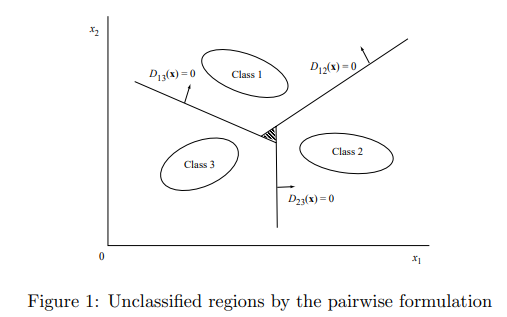 x₂
D₁₃(x) = 0
Class 1
D₁₂(x) = 0
Class 3
Class 2
D₂₃(x) = 0
0
x₁
Figure 1: Unclassified regions by the pairwise formulation